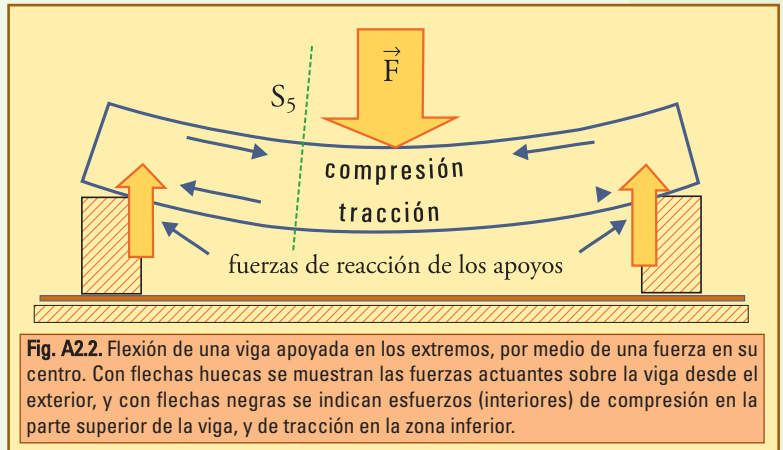 F
S5
compresión
tracción
fuerzas de reacción de los apoyos
Fig. A2.2. Flexión de una viga apoyada en los extremos, por medio de una fuerza en su
centro. Con flechas huecas se muestran las fuerzas actuantes sobre la viga desde el
exterior, y con flechas negras se indican esfuerzos (interiores) de compresión en la
parte superior de la viga, y de tracción en la zona inferior.